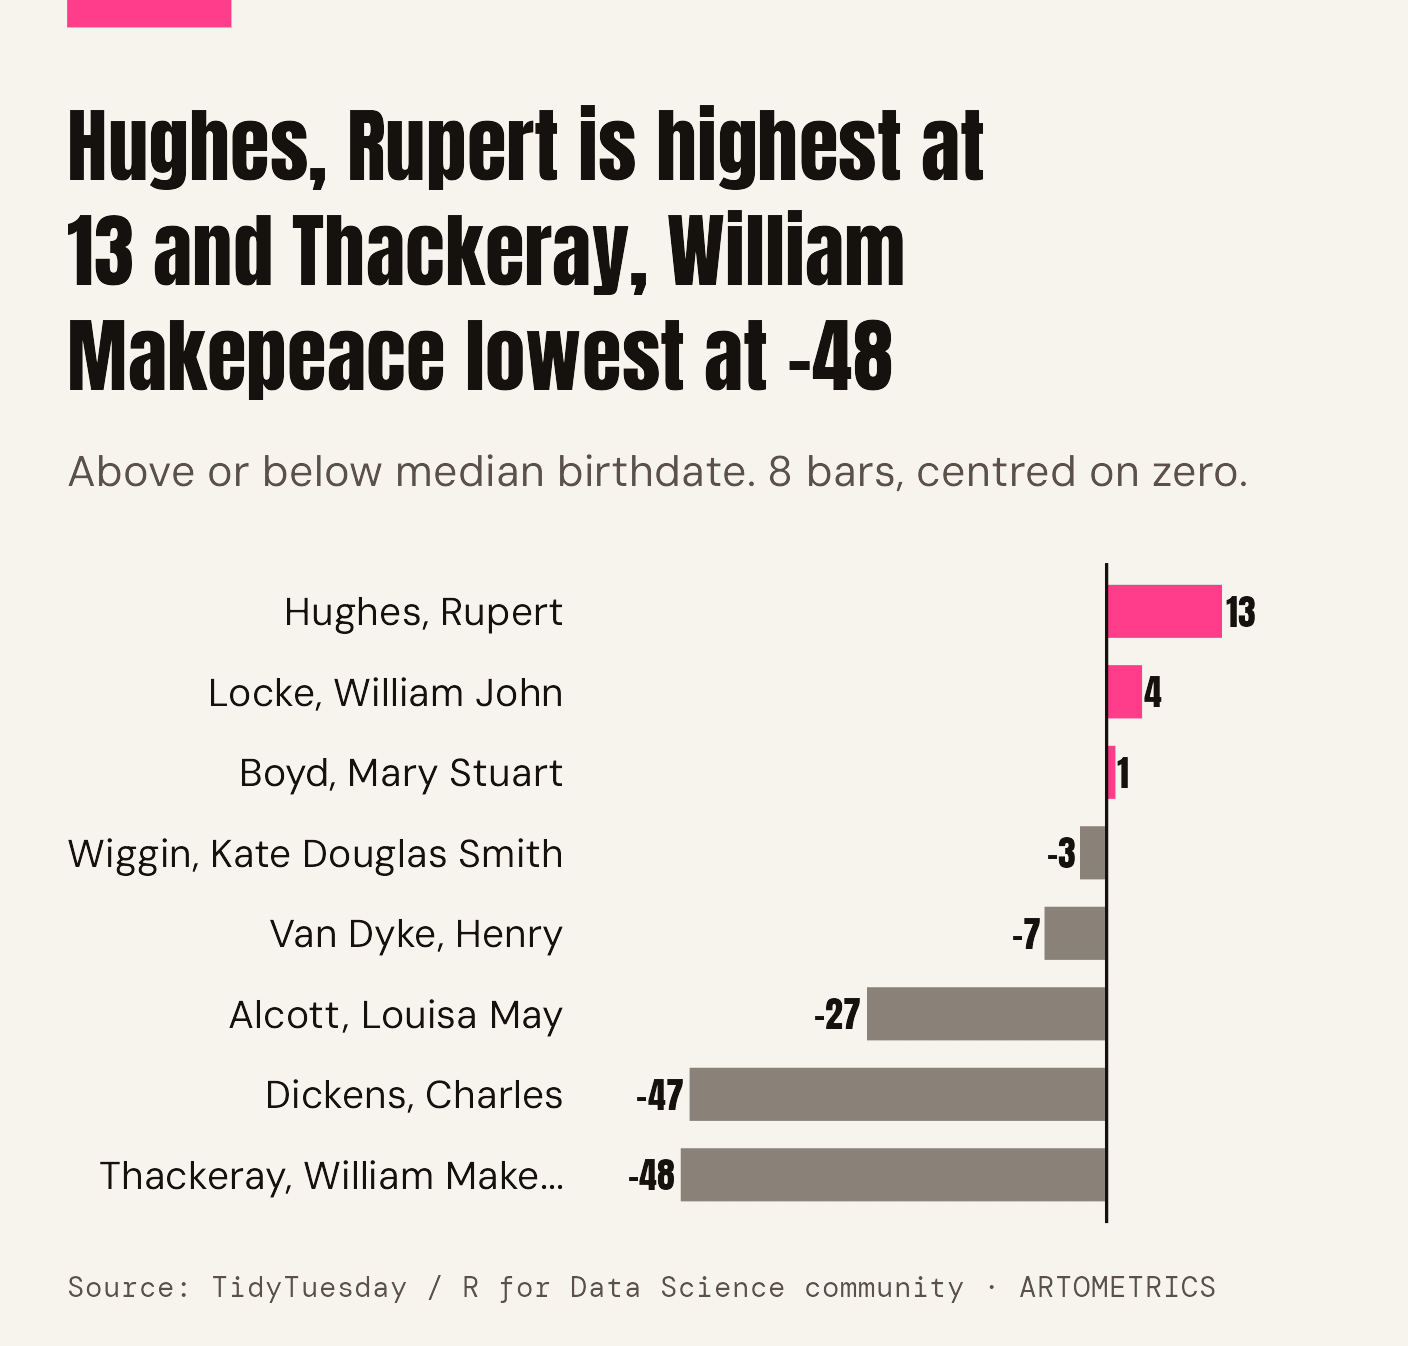 Hughes, Rupert is highest at
13 and Thackeray, William
Makepeace lowest at -48
Above or below median birthdate. 8 bars, centred on zero.
Hughes, Rupert 13
Locke, William John 4
Boyd, Mary Stuart 1
Wiggin, Kate Douglas Smith -3
Van Dyke, Henry -7
Alcott, Louisa May -27
Dickens, Charles -47
Thackeray, William Make... -48
Source: TidyTuesday / R for Data Science community · ARTOMETRICS